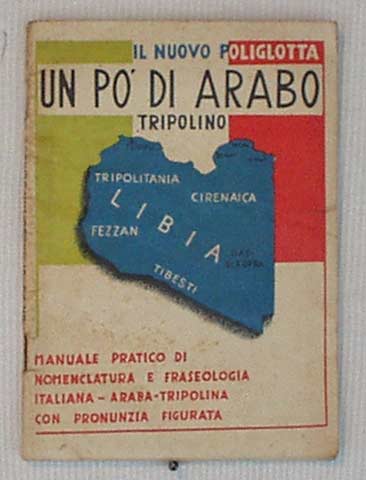 IL NUOVO POLIGLOTTA
UN PO' DI ARABO
TRIPOLINO
TRIPOLITANIA
CIRENAICA
LIBIA
FEZZAN
TIBESTI
MANUALE PRATICO DI
NOMENCLATURA E FRASEOLOGIA
ITALIANA - ARABA-TRIPOLINA
CON PRONUNZIA FIGURATA